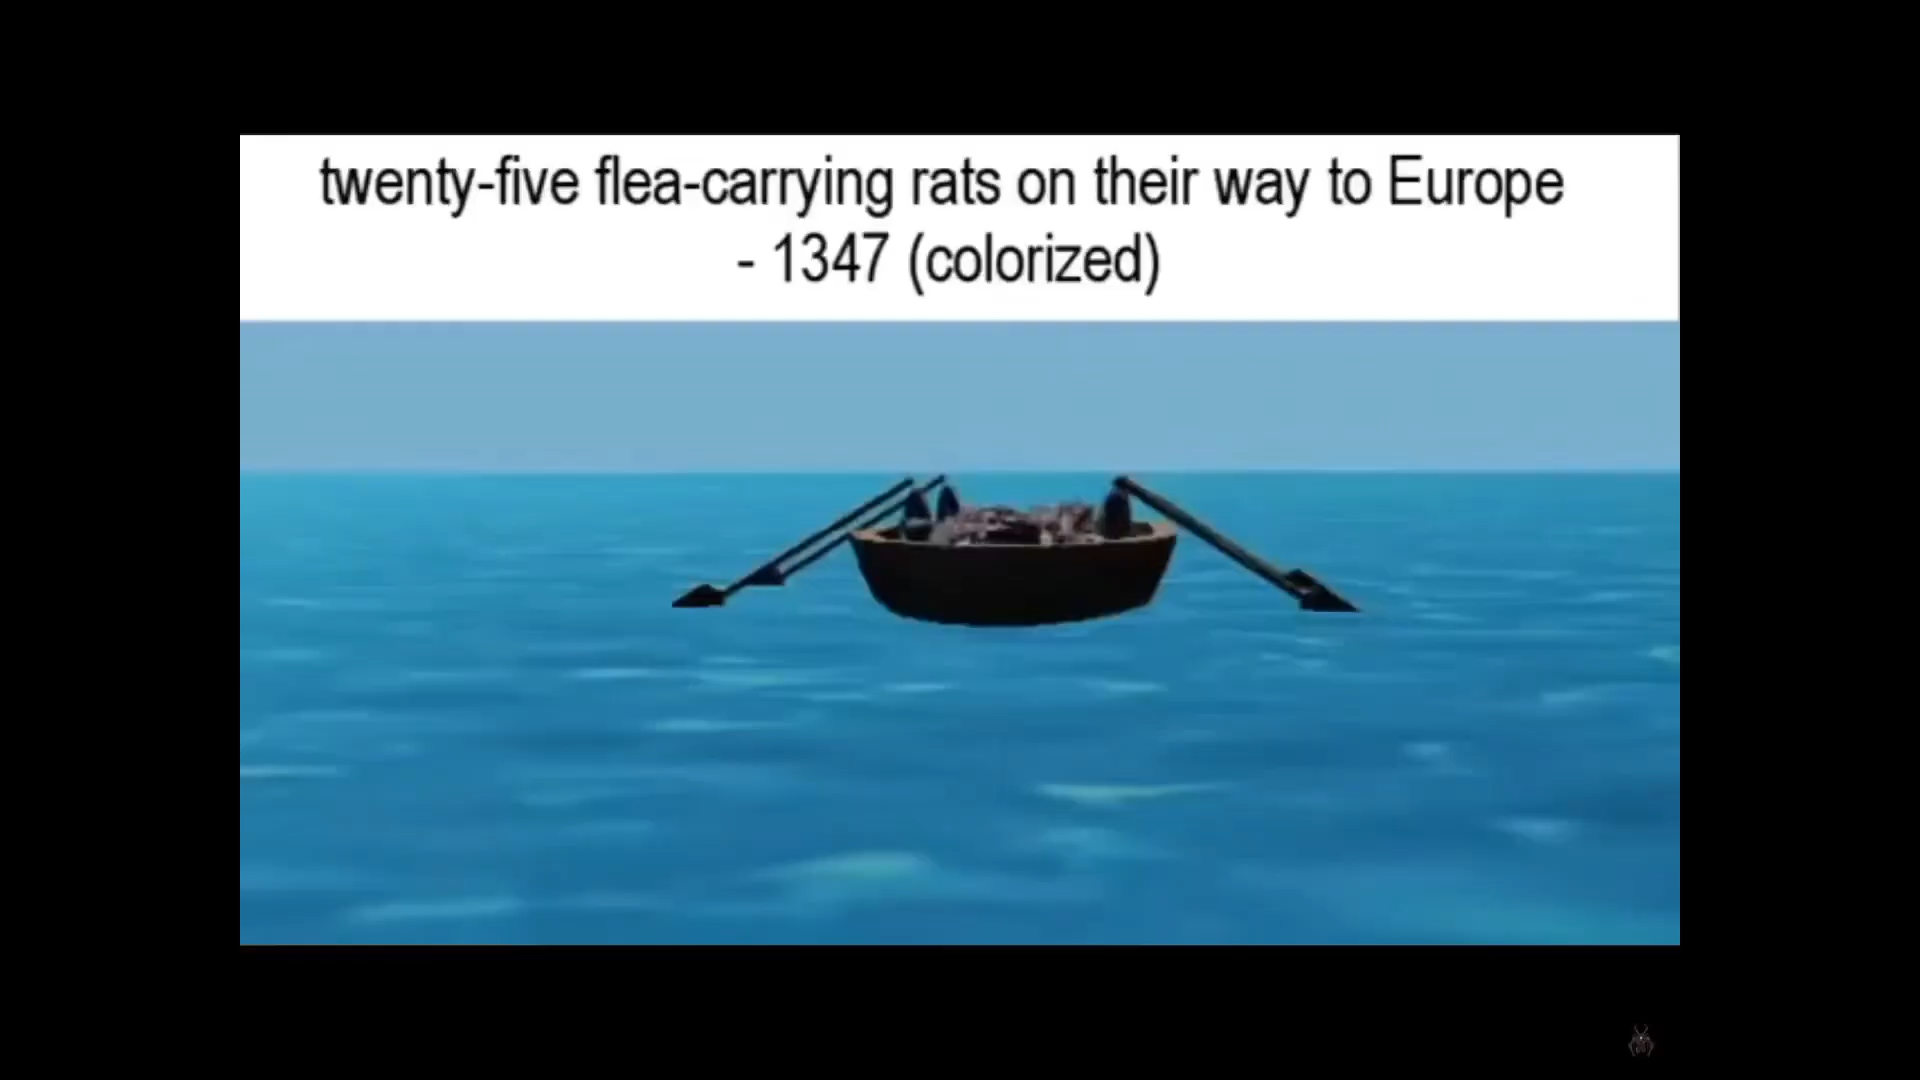 twenty-five flea-carrying rats on their way to Europe
- 1347 (colorized)